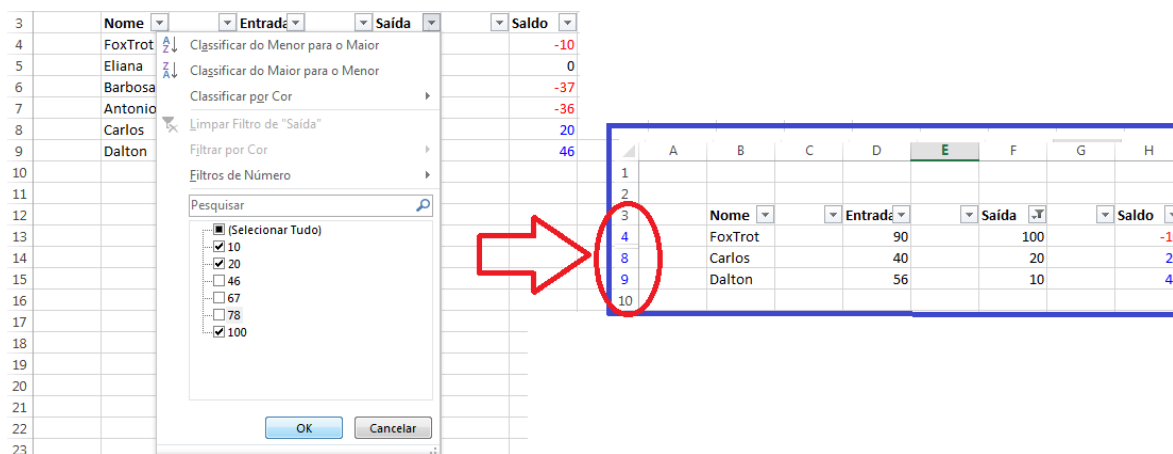 3 Nome Entrada Saída Saldo
4 FoxTrot -10
5 Eliana 0
6 Barbosa -37
7 Antonio -36
8 Carlos 20
9 Dalton 46
10
11
12
13
14
15
16
17
18
19
20
21
22
23
Classificar do Menor para o Maior
Classificar do Maior para o Menor
Classificar por Cor
Limpar Filtro de "Saída"
Filtrar por Cor
Filtros de Número
Pesquisar
(Selecionar Tudo)
10
20
46
67
78
100
OK Cancelar
A B C D E F G H
1
2
3 Nome Entrada Saída Saldo
4 FoxTrot 90 100 -1
8 Carlos 40 20 2
9 Dalton 56 10 4
10